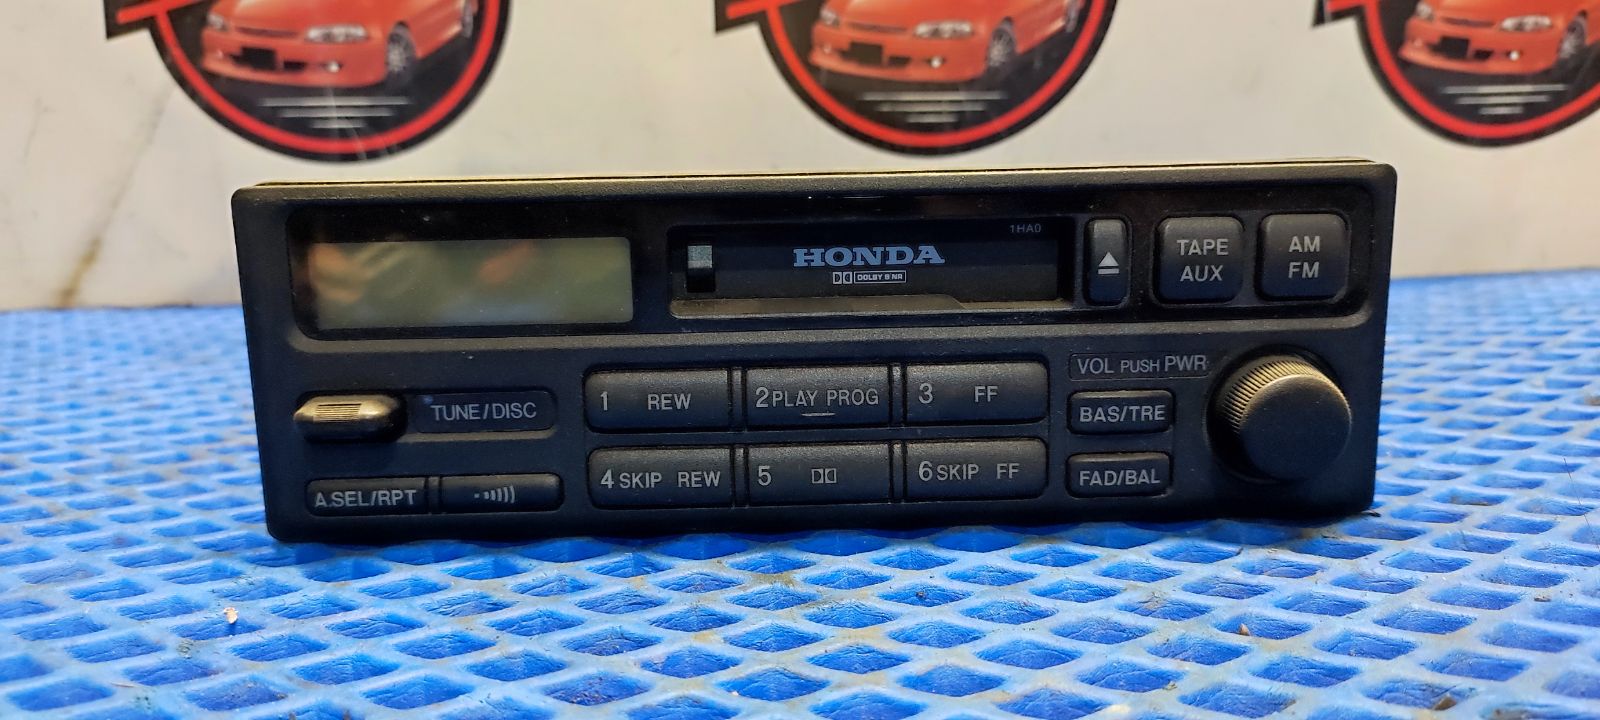 1HA0
HONDA
DOLBY B NR
TAPE
AUX
AM
FM
VOL PUSH PWR
TUNE/DISC
1 REW
2 PLAY PROG
3 FF
BAS/TRE
A.SEL/RPT
4 SKIP REW
5
6 SKIP FF
FAD/BAL